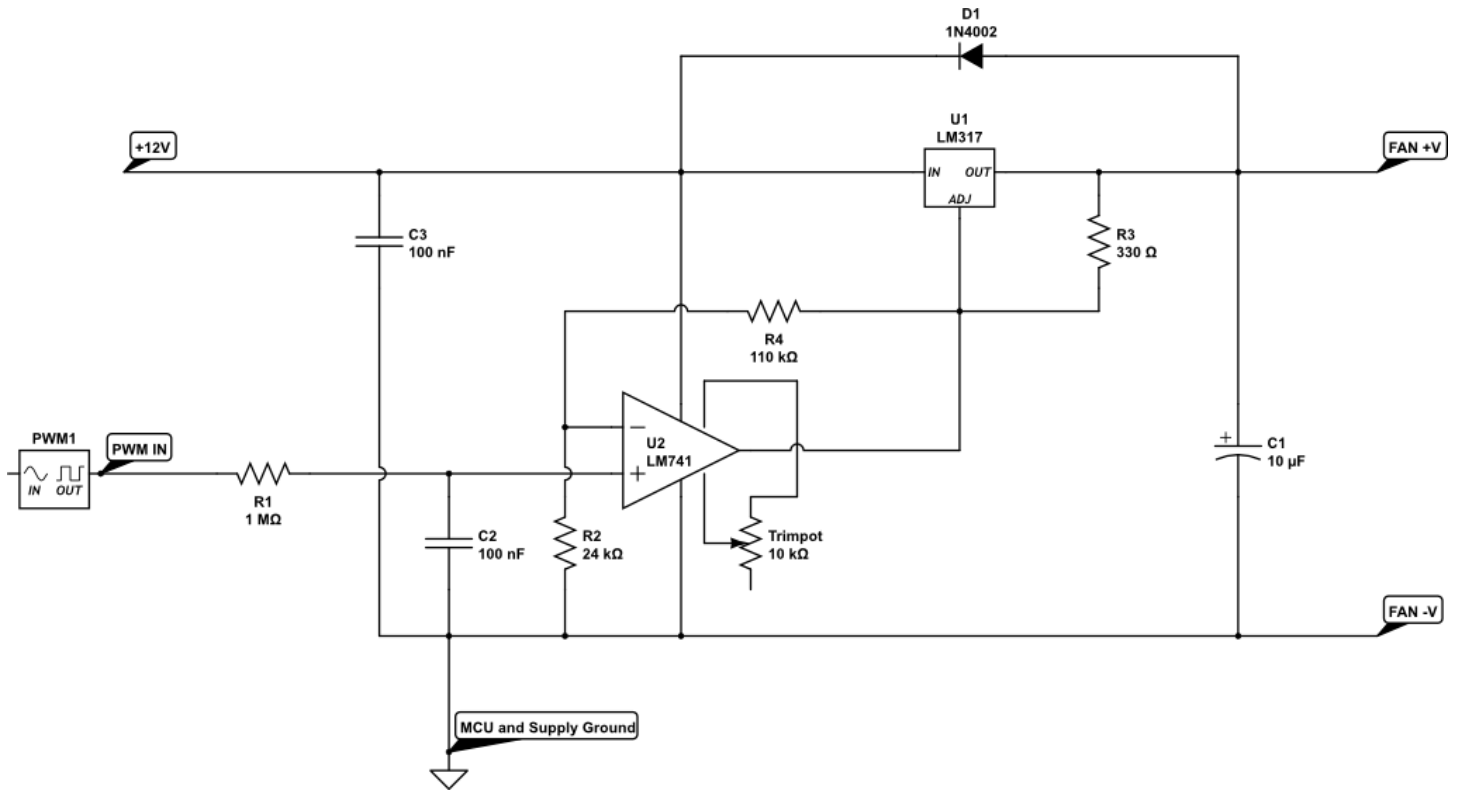 D1
1N4002
+12V
U1
LM317
FAN +V
IN OUT
ADJ
C3
100 nF
R3
330 Ω
R4
110 kΩ
PWM1
PWM IN
IN OUT
R1
1 MΩ
−
U2
LM741
+
+
C1
10 µF
C2
100 nF
R2
24 kΩ
Trimpot
10 kΩ
FAN -V
MCU and Supply Ground